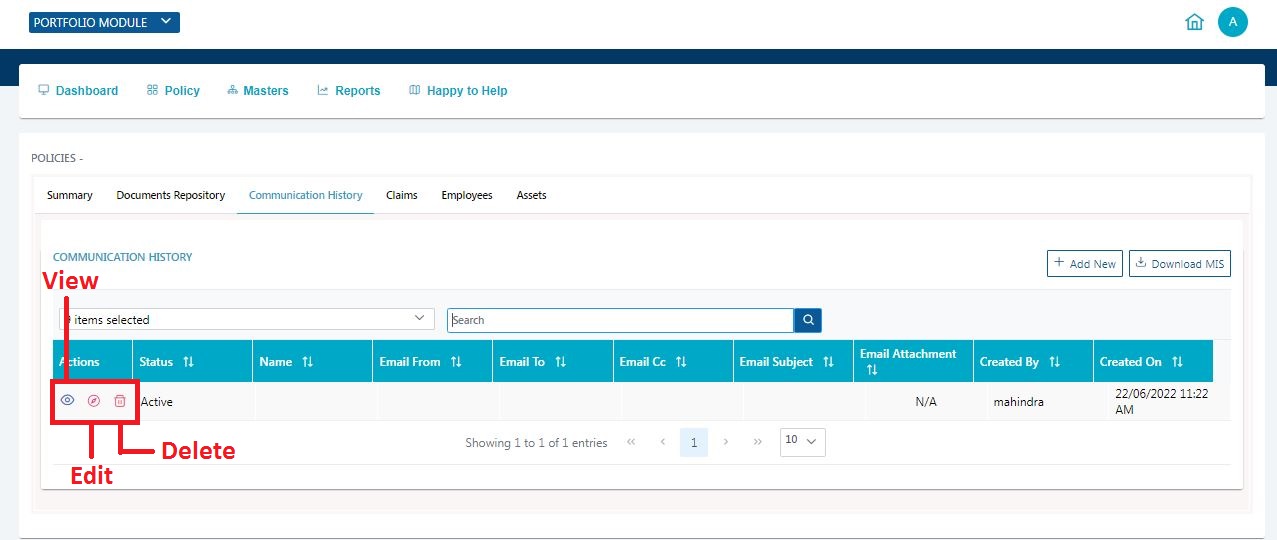 PORTFOLIO MODULE
A
Dashboard Policy Masters Reports Happy to Help
POLICIES -
Summary Documents Repository Communication History Claims Employees Assets
COMMUNICATION HISTORY
+ Add New Download MIS
View
items selected
Search
Actions Status Name Email From Email To Email Cc Email Subject Email Attachment Created By Created On
Active N/A mahindra 22/06/2022 11:22
AM
Showing 1 to 1 of 1 entries « ‹ 1 › » 10
Delete
Edit